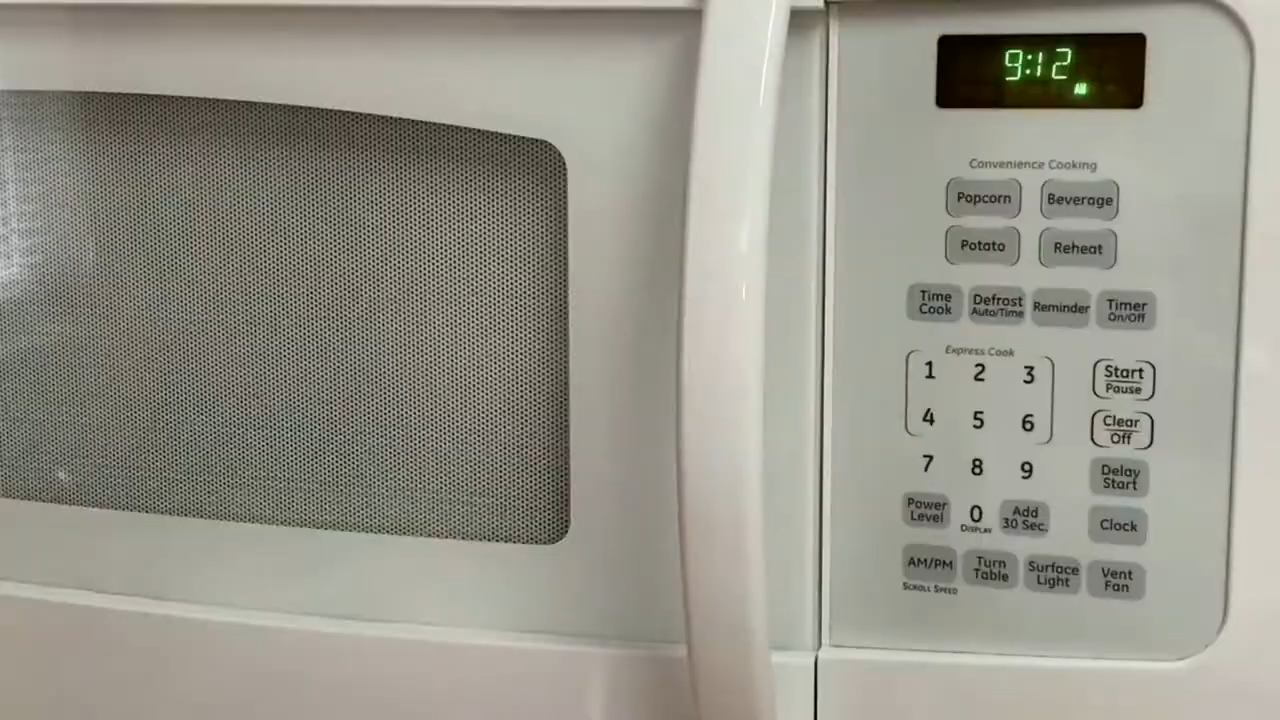 9:12
AM
Convenience Cooking
Popcorn Beverage
Potato Reheat
Time Cook Defrost Auto/Time Reminder Timer On/Off
Express Cook
1 2 3 Start Pause
4 5 6 Clear Off
7 8 9 Delay Start
Power Level 0 DISPLAY Add 30 Sec. Clock
AM/PM Turn Table Surface Light Vent Fan
SCROLL SPEED